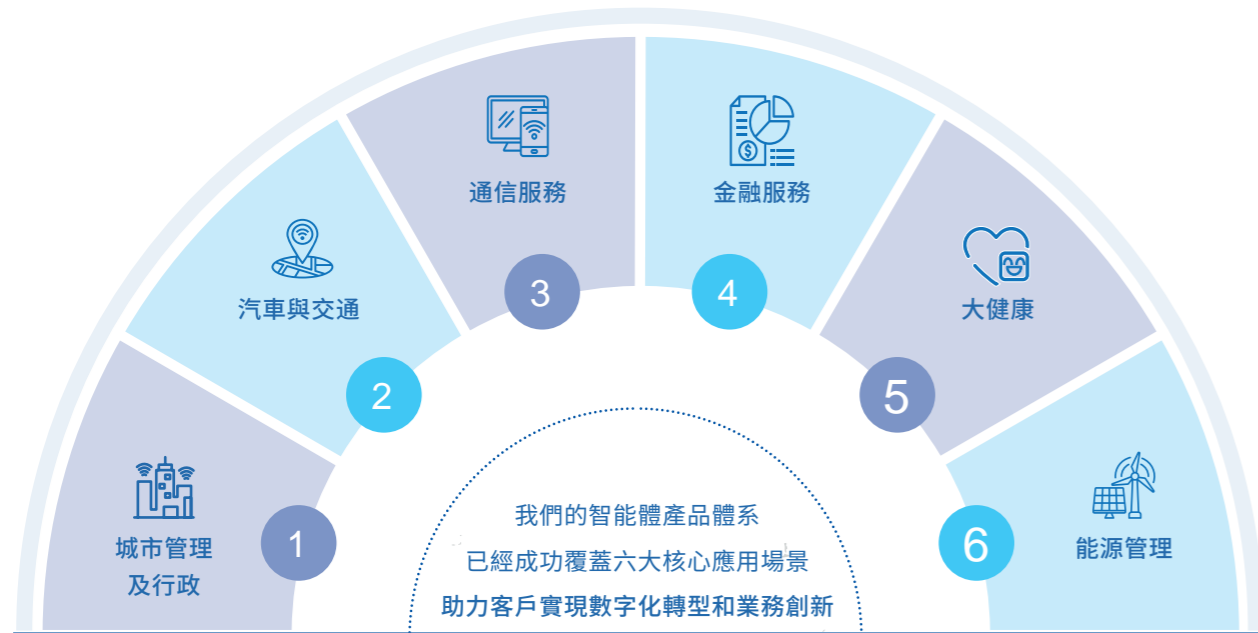 通信服務
金融服務
汽車與交通
大健康
3
4
2
5
城市管理
及行政
1
我們的智能體產品體系
已經成功覆蓋六大核心應用場景
助力客戶實現數字化轉型和業務創新
6
能源管理
$